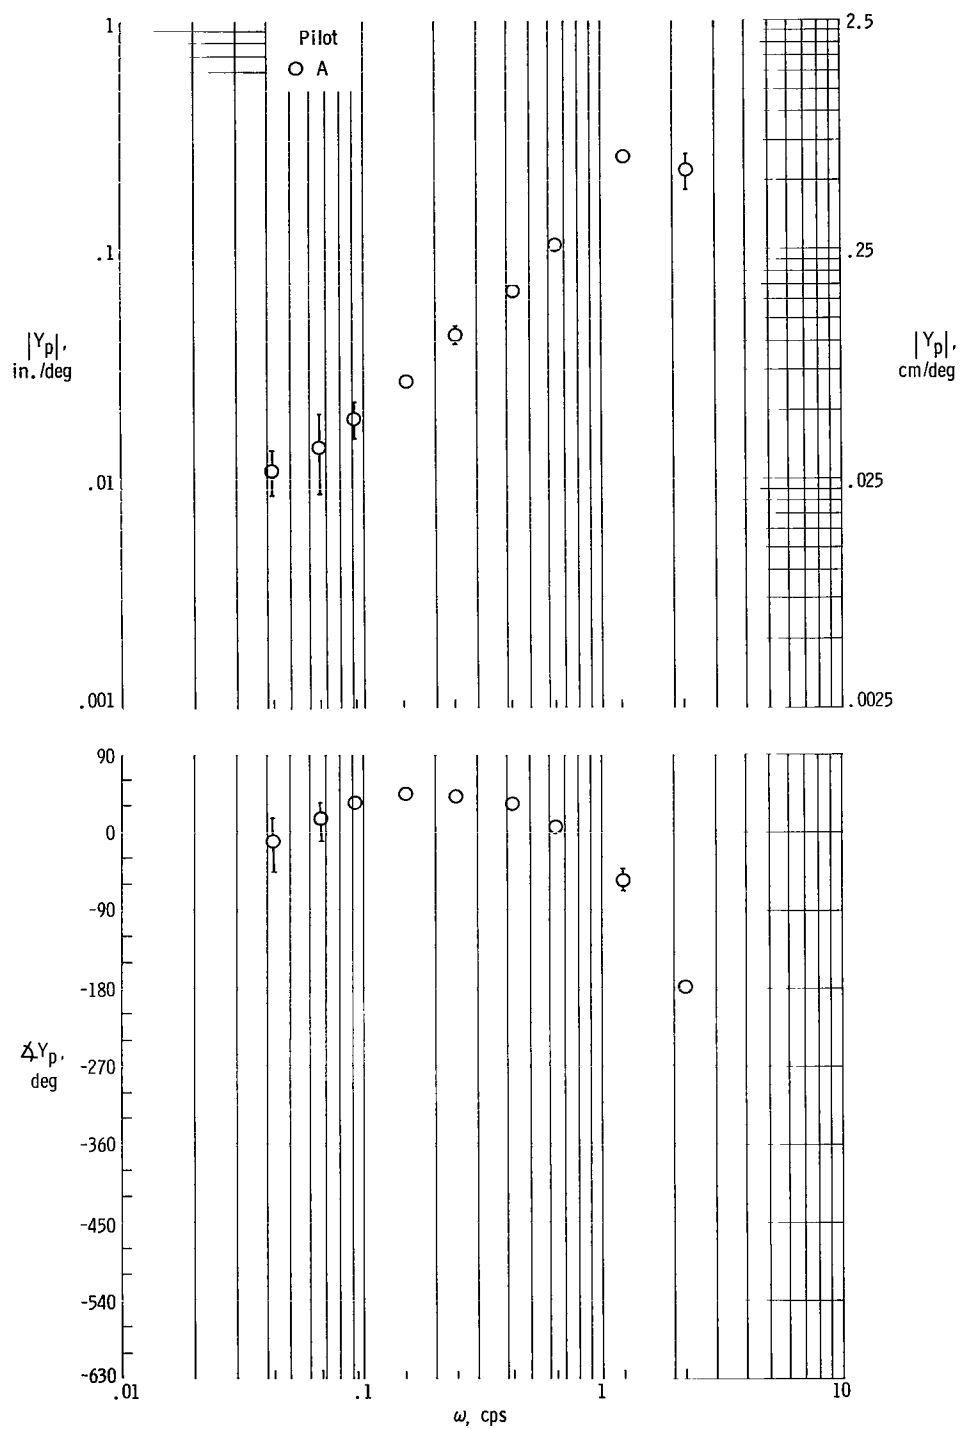 1
Pilot
A
2.5
.1
.25
|Yp|,
in./deg
|Yp|,
cm/deg
.01
.025
.001
.0025
90
0
-90
-180
∡Yp,
deg
-270
-360
-450
-540
-630
.01
.1
1
10
ω, cps